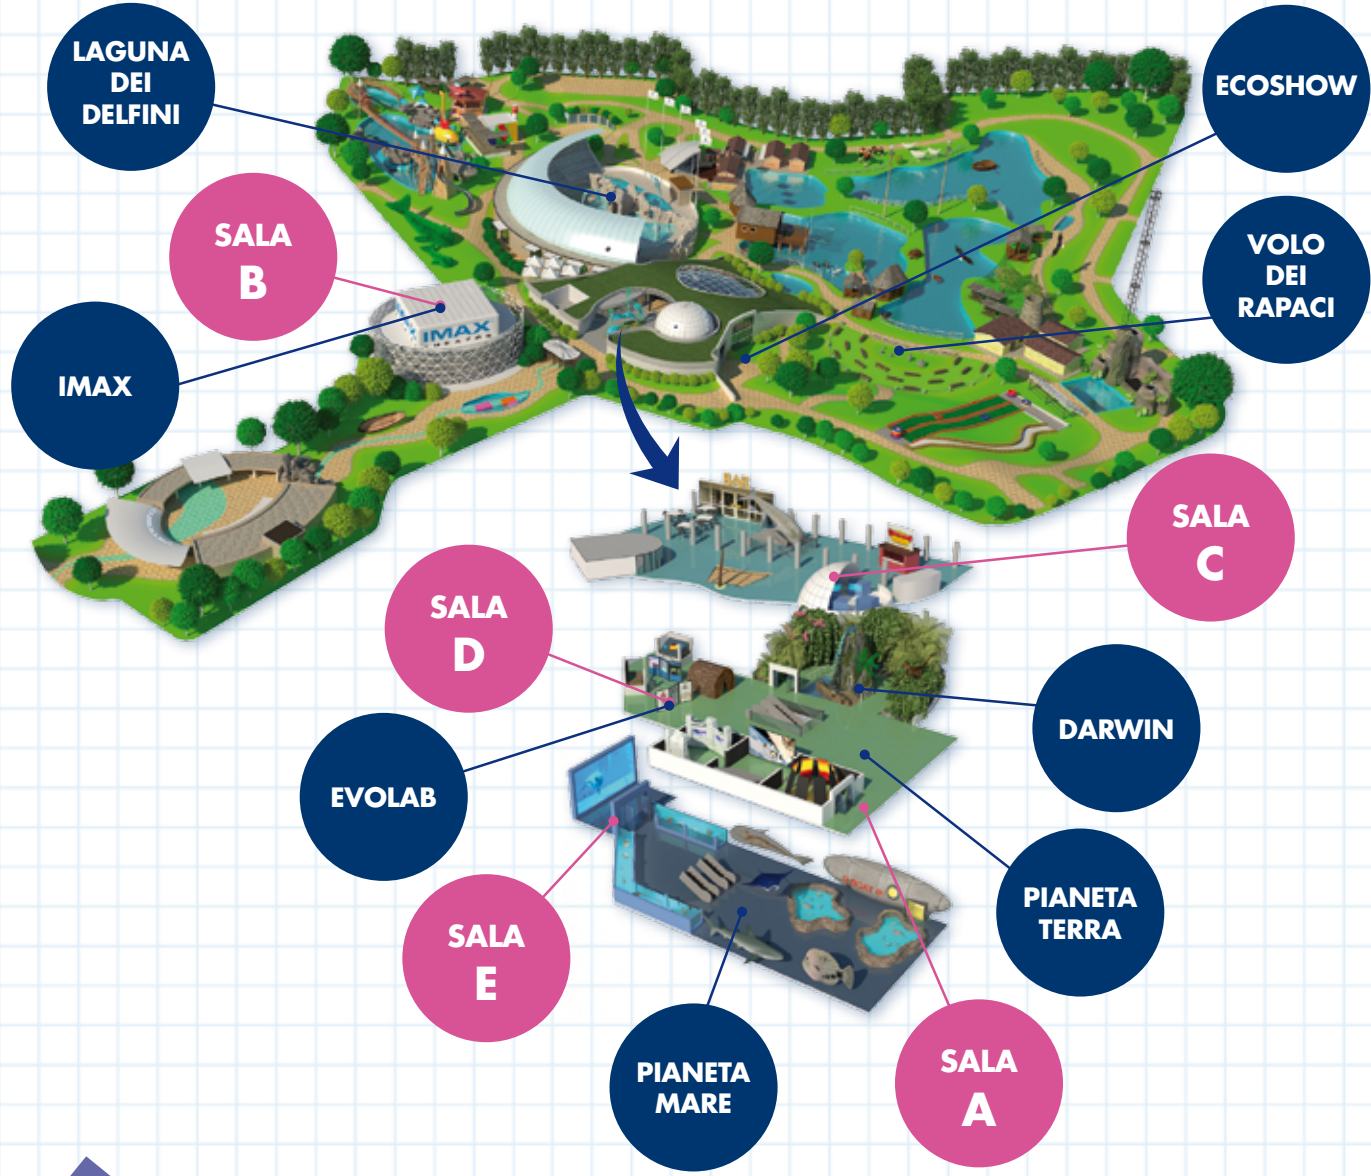 LAGUNA
DEI
DELFINI
ECOSHOW
SALA
B
VOLO
DEI
RAPACI
IMAX
IMAX
BAR
SALA
C
SALA
D
DARWIN
EVOLAB
PIANETA
TERRA
SALA
E
SALA
A
PIANETA
MARE